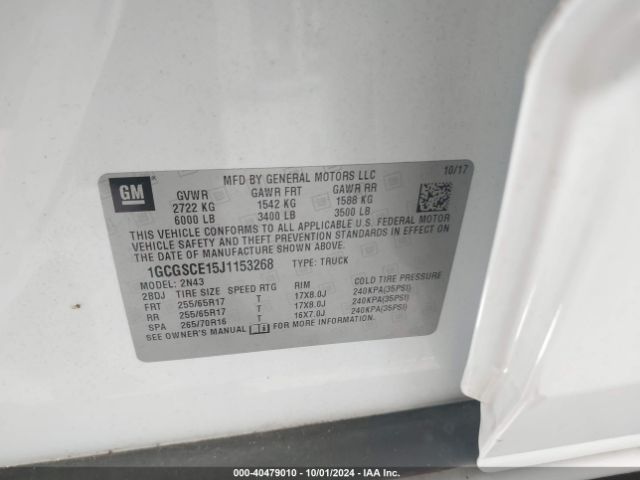 GM
MFD BY GENERAL MOTORS LLC
10/17
GVWR GAWR FRT GAWR RR
2722 KG 1542 KG 1588 KG
6000 LB 3400 LB 3500 LB
THIS VEHICLE CONFORMS TO ALL APPLICABLE U.S. FEDERAL MOTOR
VEHICLE SAFETY AND THEFT PREVENTION STANDARDS IN EFFECT ON
THE DATE OF MANUFACTURE SHOWN ABOVE.
1GCGSCE15J1153268 TYPE: TRUCK
MODEL: 2N43
2BDJ TIRE SIZE SPEED RTG RIM COLD TIRE PRESSURE
FRT 255/65R17 T 17X8.0J 240KPA(35PSI)
RR 255/65R17 T 17X8.0J 240KPA(35PSI)
SPA 265/70R16 T 16X7.0J 240KPA(35PSI)
SEE OWNER'S MANUAL FOR MORE INFORMATION.
000-40479010 - 10/01/2024 - IAA Inc.